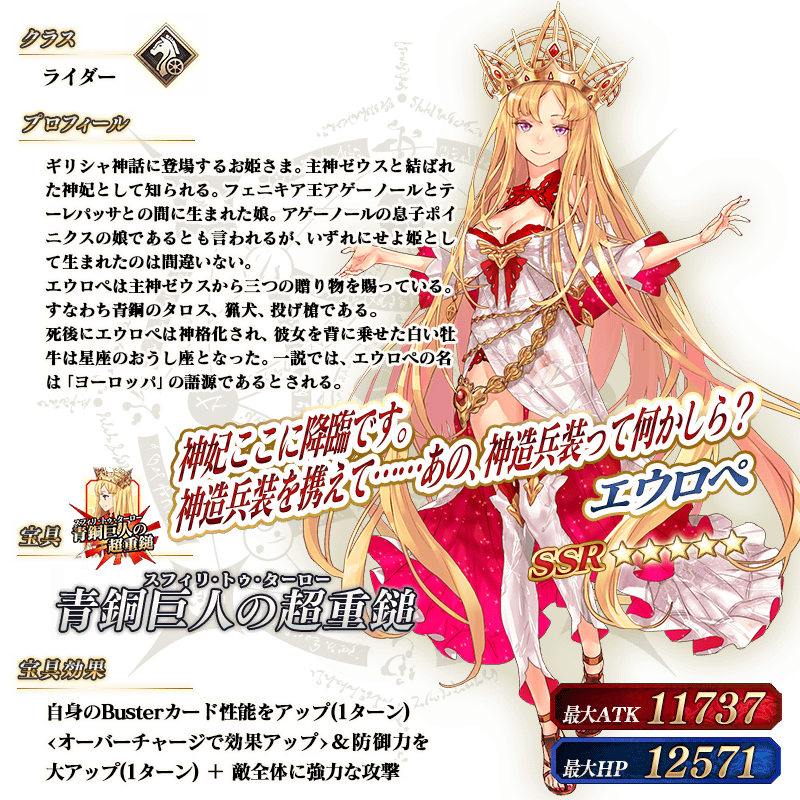 クラス
ライダー
プロフィール
ギリシャ神話に登場するお姫さま。主神ゼウスと結ばれ
た神妃として知られる。フェニキア王アゲーノールとテ
ーレパッサとの間に生まれた娘。アゲーノールの息子ポイ
ニクスの娘であるとも言われるが、いずれにせよ姫とし
て生まれたのは間違いない。
エウロペは主神ゼウスから三つの贈り物を賜っている。
すなわち青銅のタロス、猟犬、投げ槍である。
死後にエウロペは神格化され、彼女を背に乗せた白い牡
牛は星座のおうし座となった。一説では、エウロペの名
は「ヨーロッパ」の語源であるとされる。
神妃ここに降臨です。
神造兵装を携えて……あの、神造兵装って何かしら?
エウロペ
SSR ★★★★★
宝具
スフィリ・トゥ・ターロー
青銅巨人の
超重鎚
スフィリ・トゥ・ターロー
青銅巨人の超重鎚
宝具効果
自身のBusterカード性能をアップ(1ターン)
<オーバーチャージで効果アップ>&防御力を
大アップ(1ターン) + 敵全体に強力な攻撃
最大ATK 11737
最大HP 12571